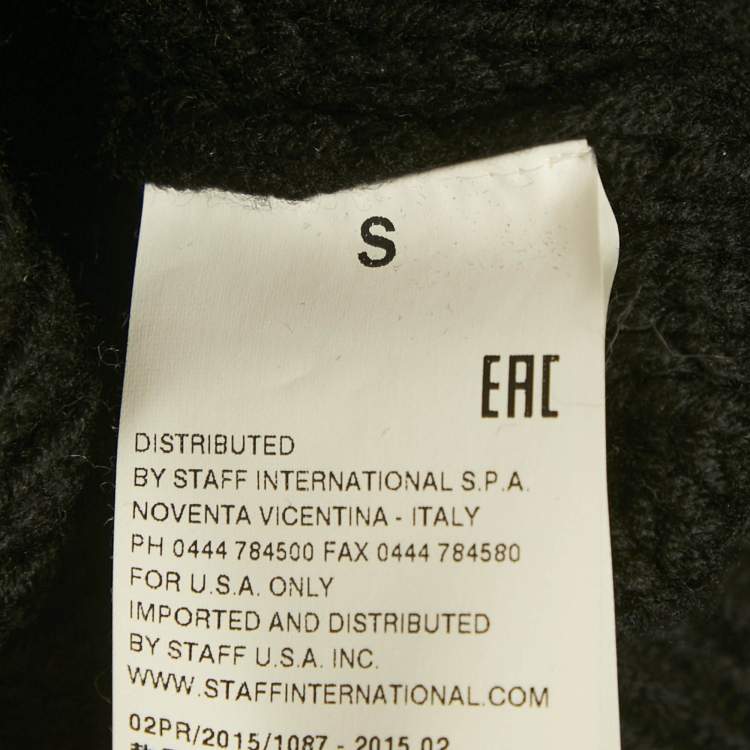 S
EAC
DISTRIBUTED
BY STAFF INTERNATIONAL S.P.A.
NOVENTA VICENTINA - ITALY
PH 0444 784500 FAX 0444 784580
FOR U.S.A. ONLY
IMPORTED AND DISTRIBUTED
BY STAFF U.S.A. INC.
WWW.STAFFINTERNATIONAL.COM
02PR/2015/1087 - 2015.02